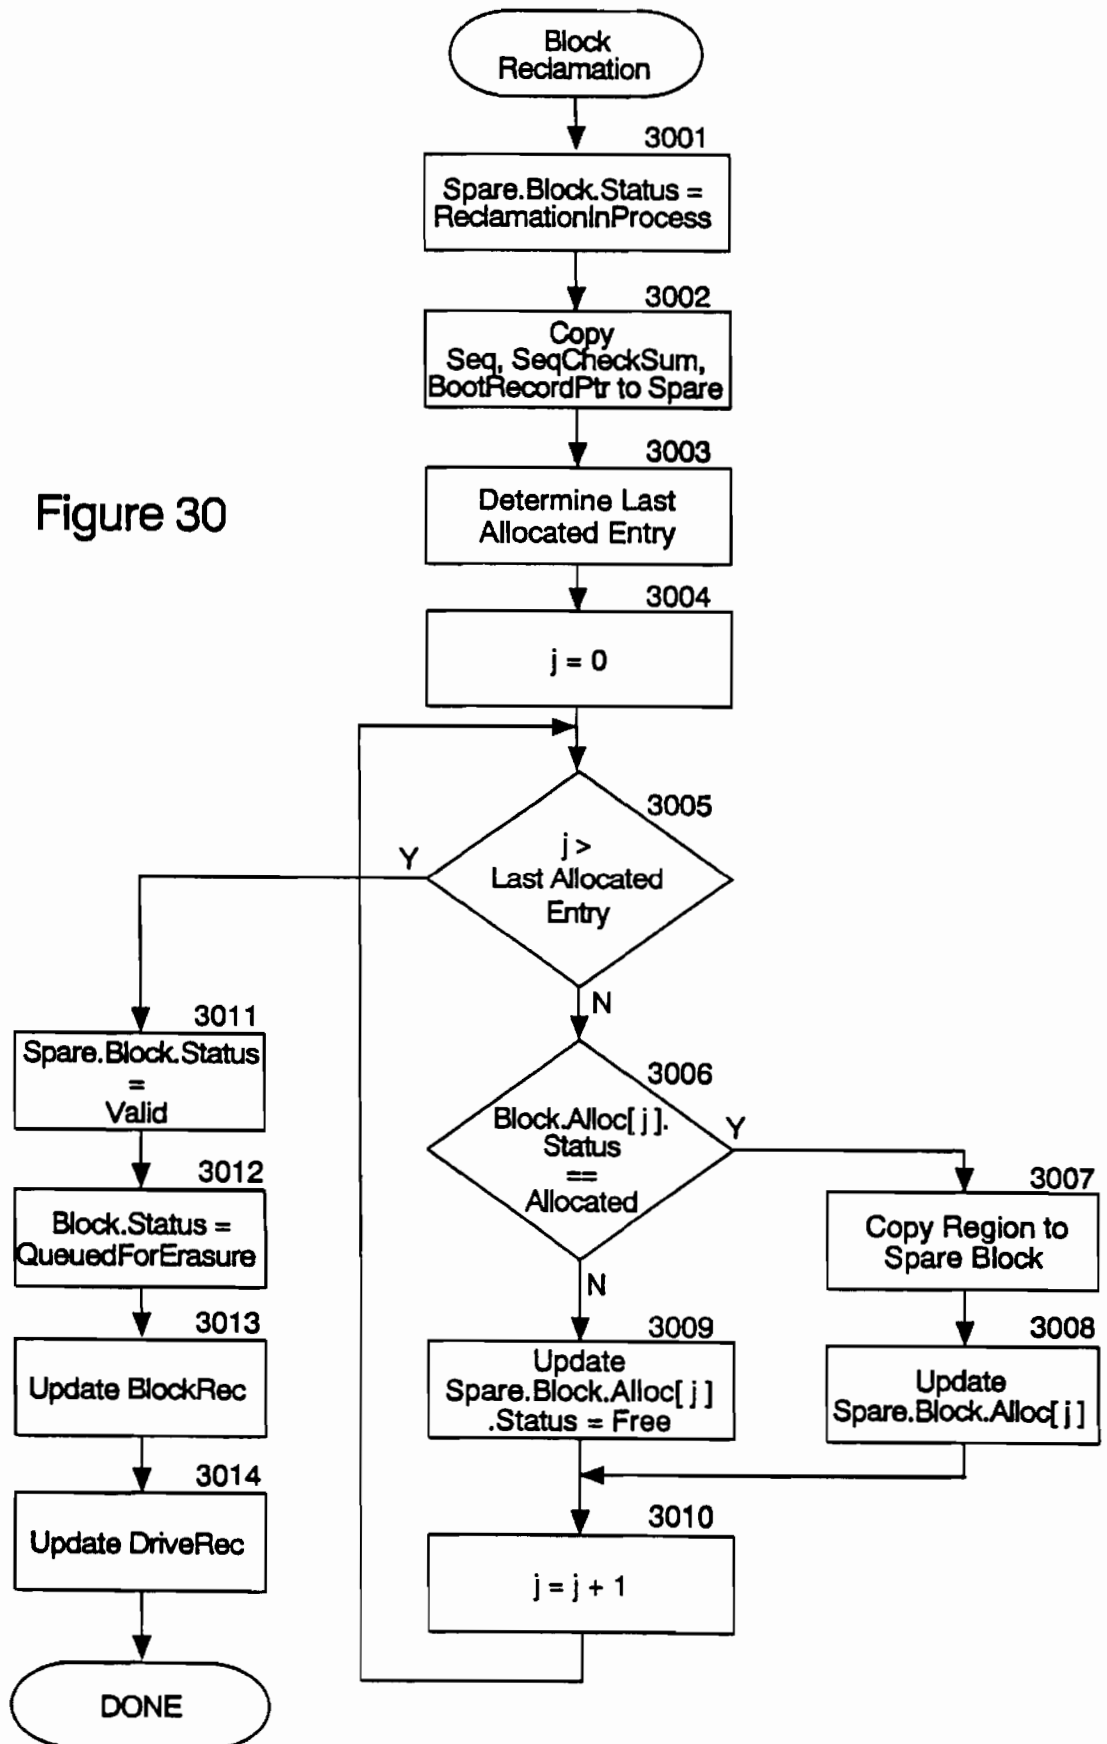 Block
Reclamation
3001
Spare.Block.Status =
ReclamationInProcess
3002
Copy
Seq, SeqCheckSum,
BootRecordPtr to Spare
3003
Determine Last
Allocated Entry
Figure 30
3004
j = 0
3005
j >
Last Allocated
Entry
Y
N
3006
Block.Alloc[ j ].
Status
==
Allocated
Y
N
3007
Copy Region to
Spare Block
3008
Update
Spare.Block.Alloc[ j ]
3009
Update
Spare.Block.Alloc[ j ]
.Status = Free
3010
j = j + 1
3011
Spare.Block.Status
=
Valid
3012
Block.Status =
QueuedForErasure
3013
Update BlockRec
3014
Update DriveRec
DONE